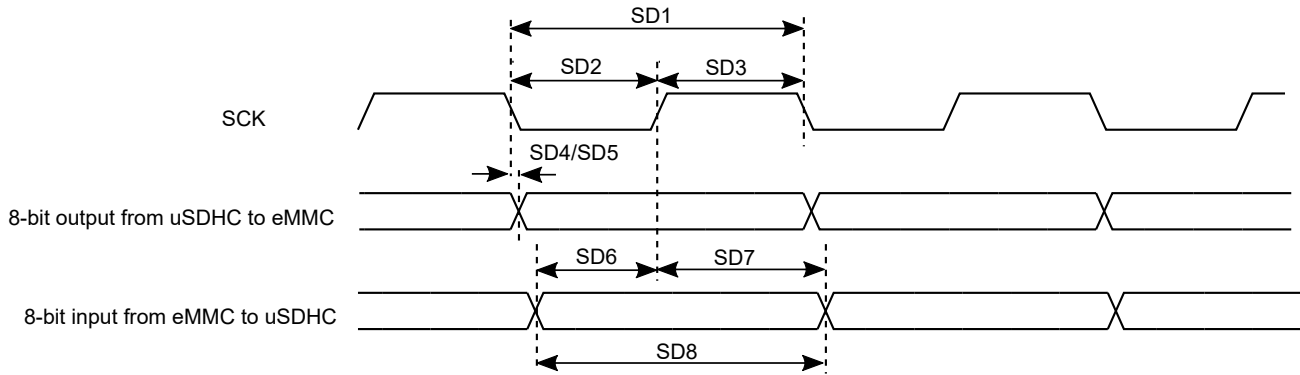 SD1
SD2
SD3
SCK
SD4/SD5
8-bit output from uSDHC to eMMC
SD6
SD7
8-bit input from eMMC to uSDHC
SD8